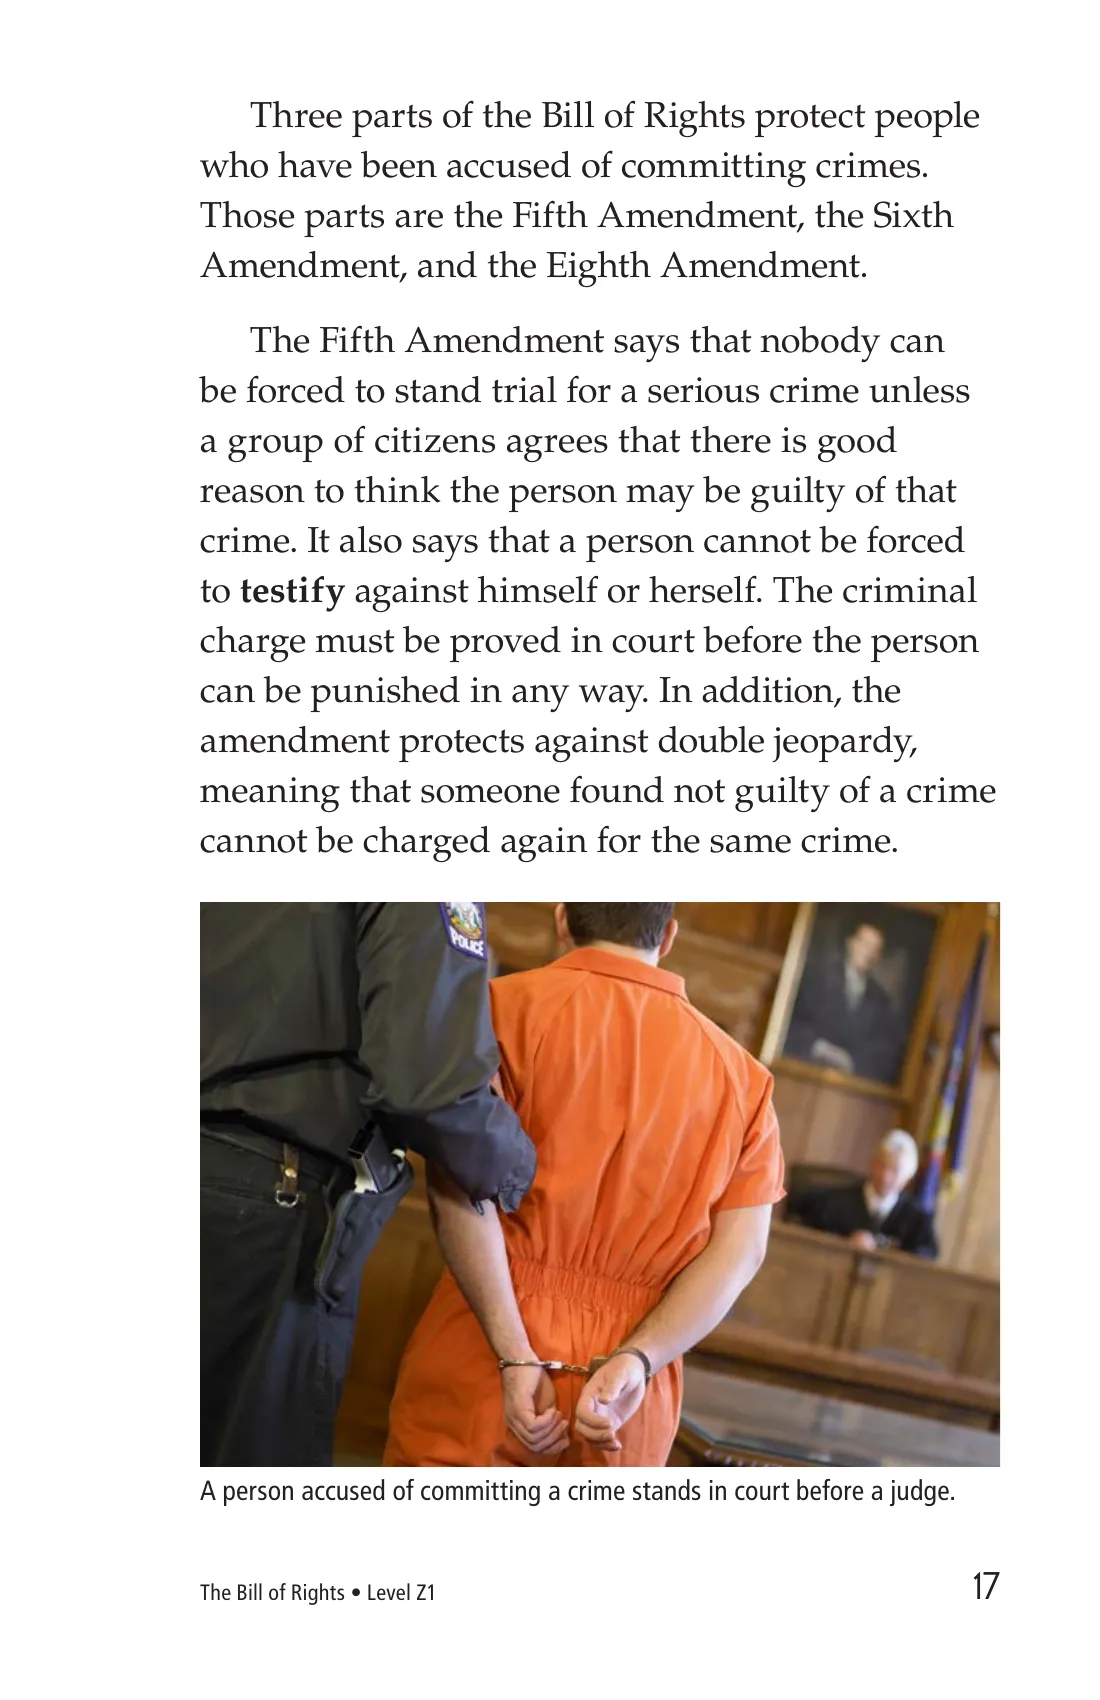 Three parts of the Bill of Rights protect people
who have been accused of committing crimes.
Those parts are the Fifth Amendment, the Sixth
Amendment, and the Eighth Amendment.
The Fifth Amendment says that nobody can
be forced to stand trial for a serious crime unless
a group of citizens agrees that there is good
reason to think the person may be guilty of that
crime. It also says that a person cannot be forced
to testify against himself or herself. The criminal
charge must be proved in court before the person
can be punished in any way. In addition, the
amendment protects against double jeopardy,
meaning that someone found not guilty of a crime
cannot be charged again for the same crime.
POLICE
A person accused of committing a crime stands in court before a judge.
The Bill of Rights • Level Z1
17